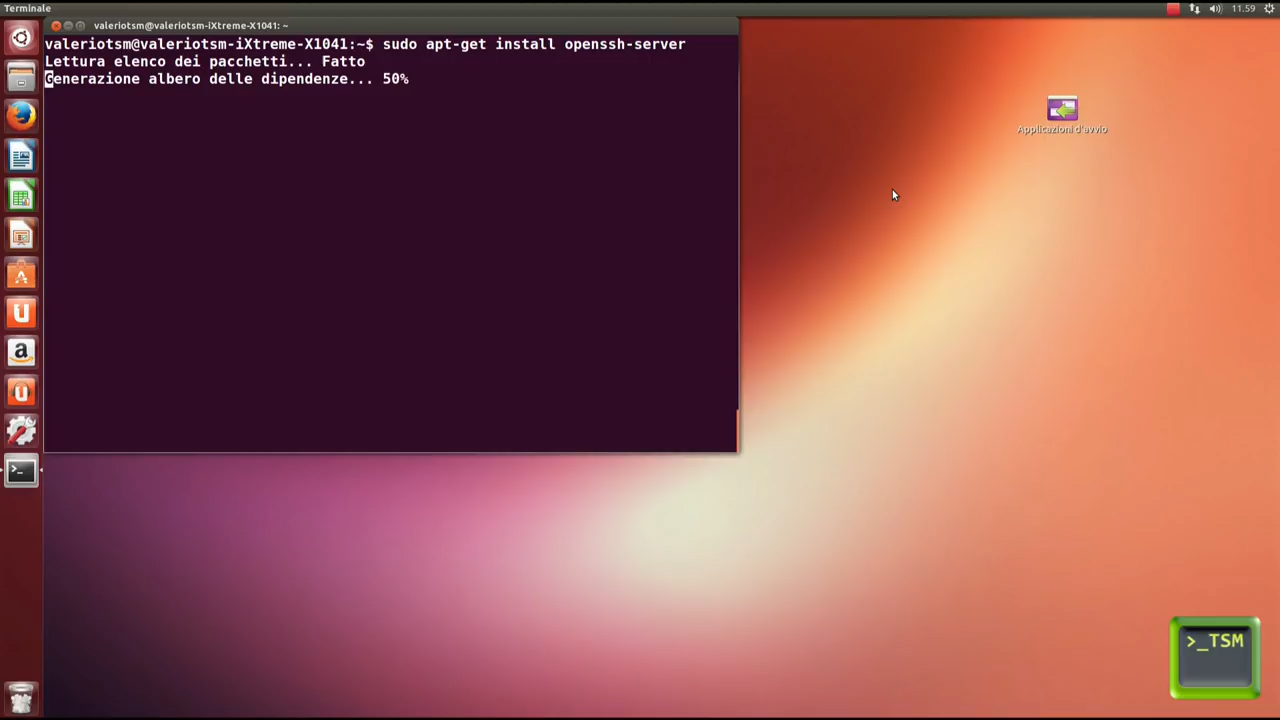 Terminale
11.59
valeriotsm@valeriotsm-iXtreme-X1041: ~
valeriotsm@valeriotsm-iXtreme-X1041:~$ sudo apt-get install openssh-server
Lettura elenco dei pacchetti... Fatto
Generazione albero delle dipendenze... 50%
Applicazioni d'avvio
>_TSM